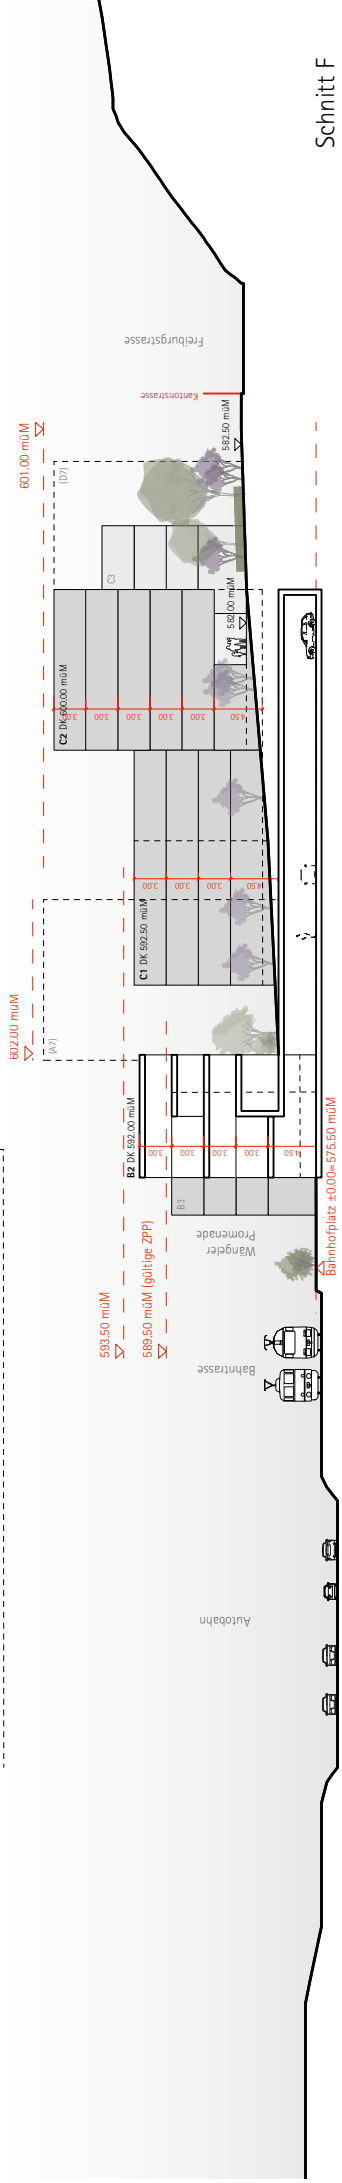 Schnitt F
Freiburgstrasse
Kantonsstrasse
601.00 müM
582.50 müM
(D7)
C3
582.00 müM
C2 DK 600.00 müM
3.00
3.00
3.00
3.00
3.00
4.50
C1 DK 592.50 müM
3.00
3.00
3.00
4.50
602.00 müM
(A7)
B2 DK 592.00 müM
3.00
3.00
3.00
3.00
4.50
B3
Wängeler
Promenade
593.50 müM
589.50 müM (gültige ZPP)
Bahnhofplatz ±0.00=575.50 müM
Bahntrasse
Autobahn